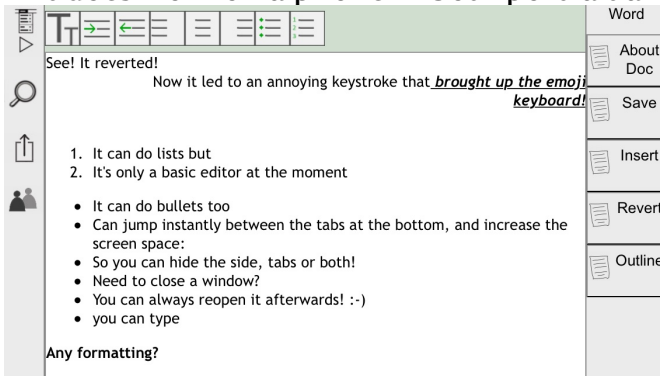 Word
See! It reverted!
Now it led to an annoying keystroke that brought up the emoji
keyboard!
1. It can do lists but
2. It's only a basic editor at the moment
• It can do bullets too
• Can jump instantly between the tabs at the bottom, and increase the
screen space:
• So you can hide the side, tabs or both!
• Need to close a window?
• You can always reopen it afterwards! :-)
• you can type
Any formatting?
About
Doc
Save
Insert
Revert
Outline